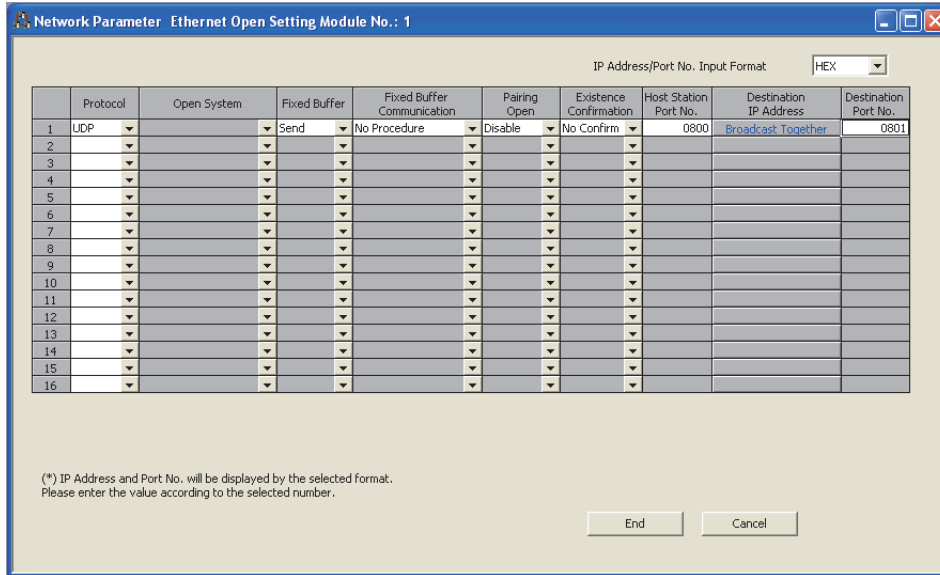 Network Parameter Ethernet Open Setting Module No.: 1
IP Address/Port No. Input Format HEX
Protocol Open System Fixed Buffer Fixed Buffer Communication Pairing Open Existence Confirmation Host Station Port No. Destination IP Address Destination Port No.
1 UDP Send No Procedure Disable No Confirm 0800 Broadcast Together 0801
2
3
4
5
6
7
8
9
10
11
12
13
14
15
16
(*) IP Address and Port No. will be displayed by the selected format.
Please enter the value according to the selected number.
End Cancel